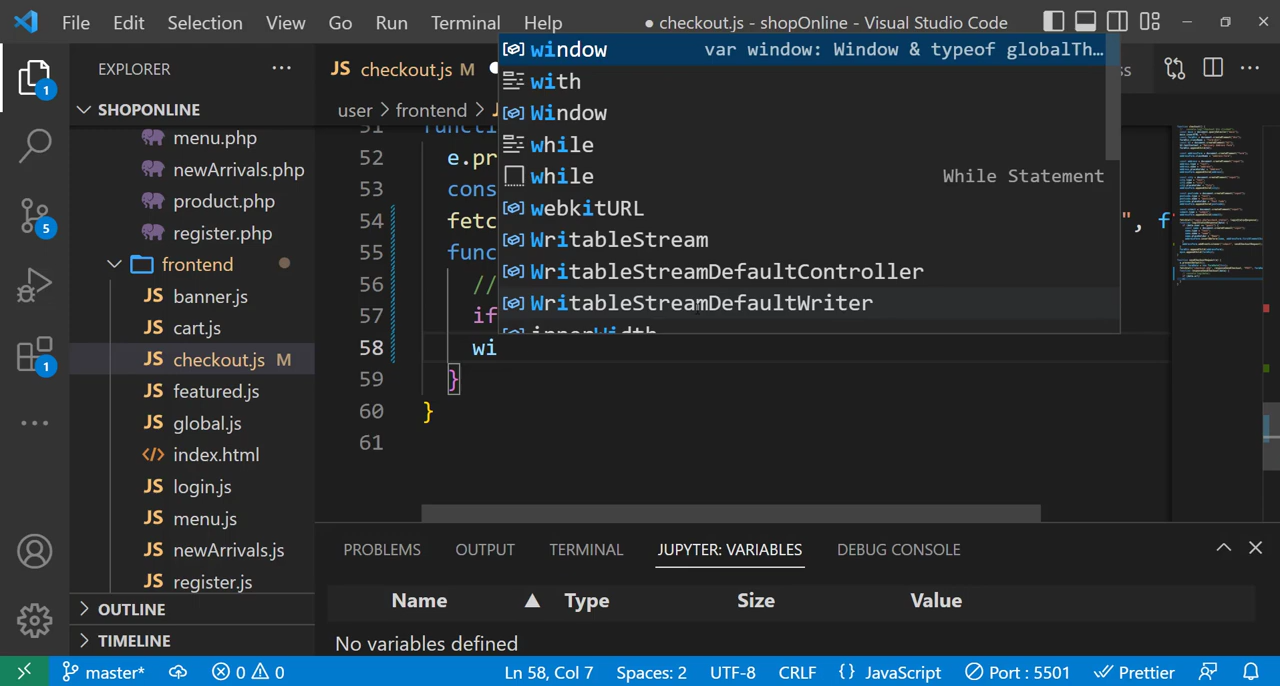 File Edit Selection View Go Run Terminal Help ● checkout.js - shopOnline - Visual Studio Code
EXPLORER ...
JS checkout.js M
SHOPONLINE
user > frontend >
menu.php
newArrivals.php
product.php
register.php
frontend
JS banner.js
JS cart.js
JS checkout.js M
JS featured.js
JS global.js
</> index.html
JS login.js
JS menu.js
JS newArrivals.js
JS register.js
OUTLINE
TIMELINE
1
5
1
window var window: Window & typeof globalTh...
with
Window
while
while While Statement
webkitURL
WritableStream
WritableStreamDefaultController
WritableStreamDefaultWriter
innerWidth
51 functi
52 e.pr
53 cons
54 fetc ", f
55 func
56 //
57 if
58 wi
59 }
60 }
61
PROBLEMS OUTPUT TERMINAL JUPYTER: VARIABLES DEBUG CONSOLE
Name ▲ Type Size Value
No variables defined
master* 0 0 Ln 58, Col 7 Spaces: 2 UTF-8 CRLF {} JavaScript Port : 5501 Prettier